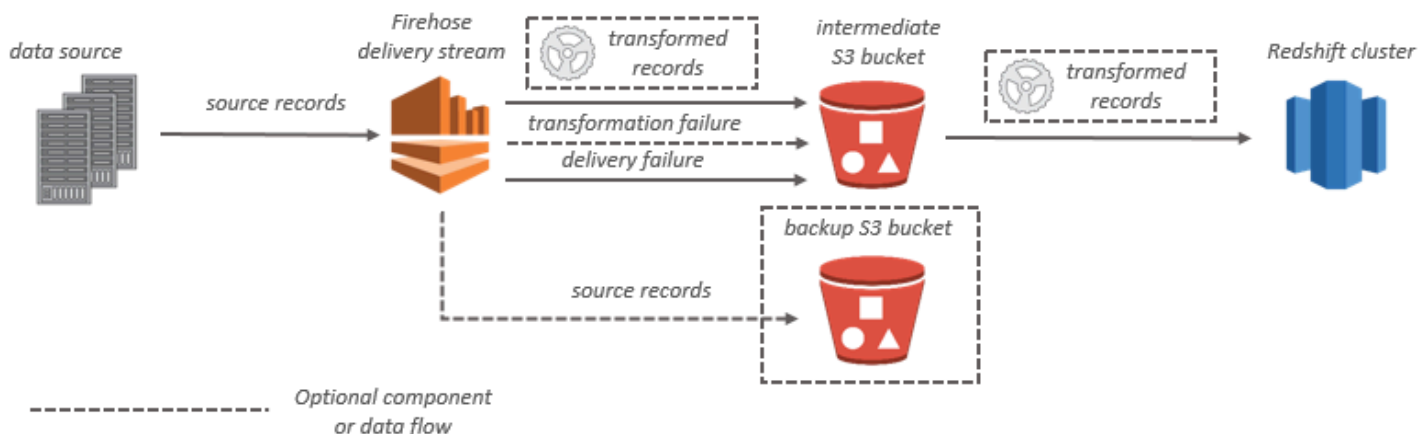 data source
source records
Firehose
delivery stream
transformed
records
transformation failure
delivery failure
intermediate
S3 bucket
transformed
records
Redshift cluster
source records
backup S3 bucket
Optional component
or data flow